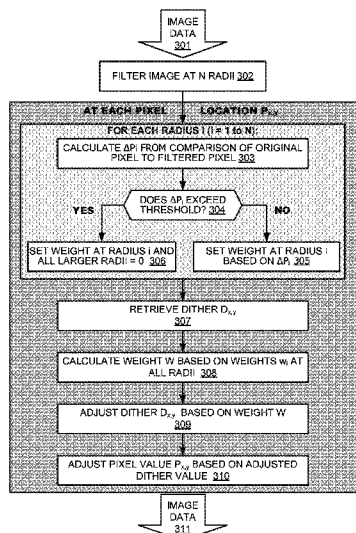 IMAGE
DATA
301
FILTER IMAGE AT N RADII 302
AT EACH PIXEL LOCATION Px,y
FOR EACH RADIUS i (i = 1 to N):
CALCULATE ΔPi FROM COMPARISON OF ORIGINAL
PIXEL TO FILTERED PIXEL 303
DOES ΔPi EXCEED
THRESHOLD? 304
YES
NO
SET WEIGHT AT RADIUS i AND
ALL LARGER RADII = 0 306
SET WEIGHT AT RADIUS i
BASED ON ΔPi 305
RETRIEVE DITHER Dx,y
307
CALCULATE WEIGHT W BASED ON WEIGHTS wi AT
ALL RADII 308
ADJUST DITHER Dx,y BASED ON WEIGHT W
309
ADJUST PIXEL VALUE Px,y BASED ON ADJUSTED
DITHER VALUE 310
IMAGE
DATA
311